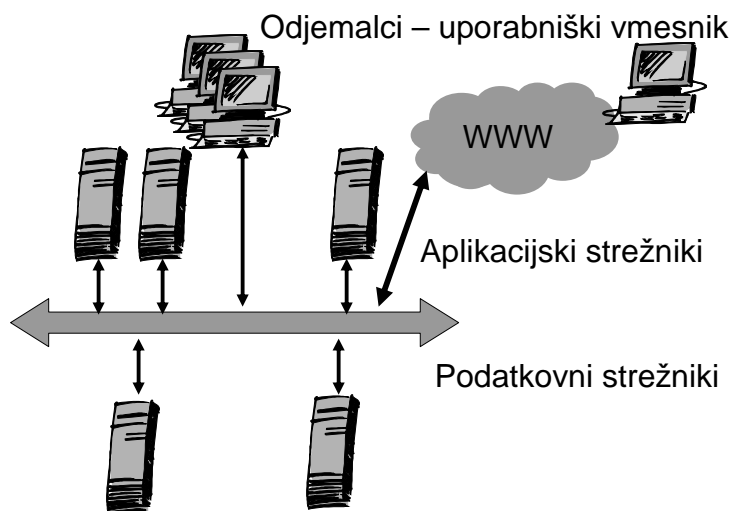 Odjemalci – uporabniški vmesnik
WWW
Aplikacijski strežniki
Podatkovni strežniki